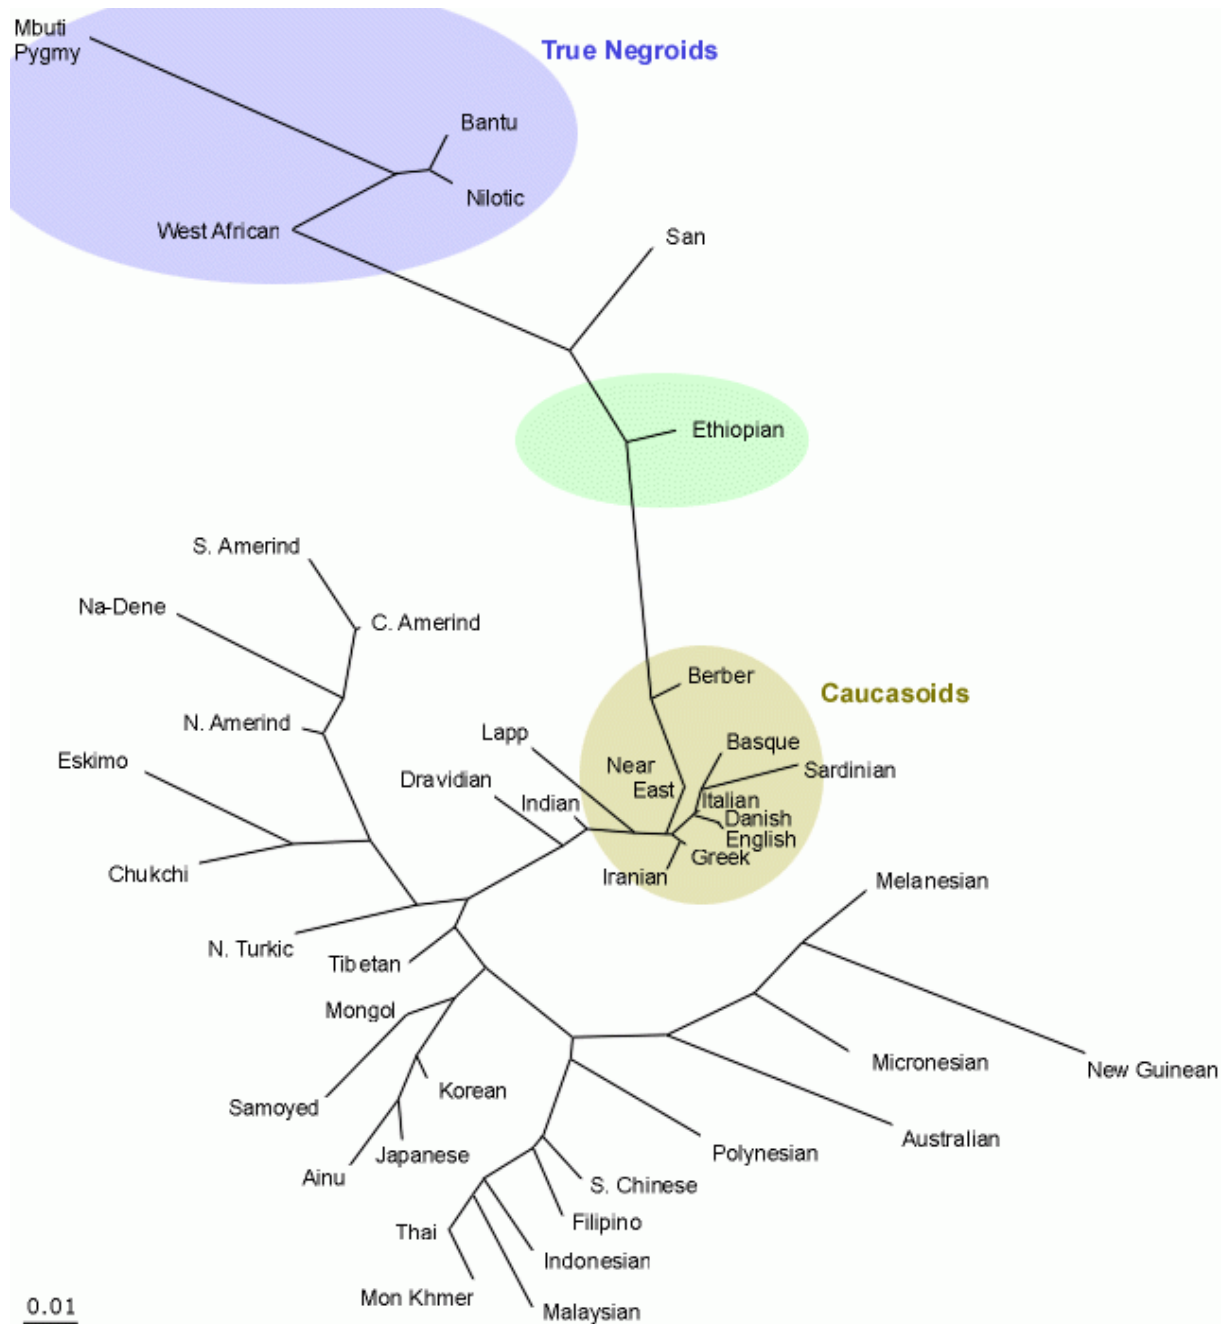 Mbuti
Pygmy
True Negroids
Bantu
Nilotic
West African
San
Ethiopian
S. Amerind
Na-Dene
C. Amerind
Berber
Caucasoids
N. Amerind
Lapp
Basque
Eskimo
Near
East
Sardinian
Dravidian
Indian
Italian
Danish
English
Greek
Iranian
Chukchi
Melanesian
N. Turkic
Tibetan
Mongol
Micronesian
New Guinean
Korean
Samoyed
Australian
Japanese
Polynesian
Ainu
S. Chinese
Filipino
Thai
Indonesian
Mon Khmer
0.01
Malaysian